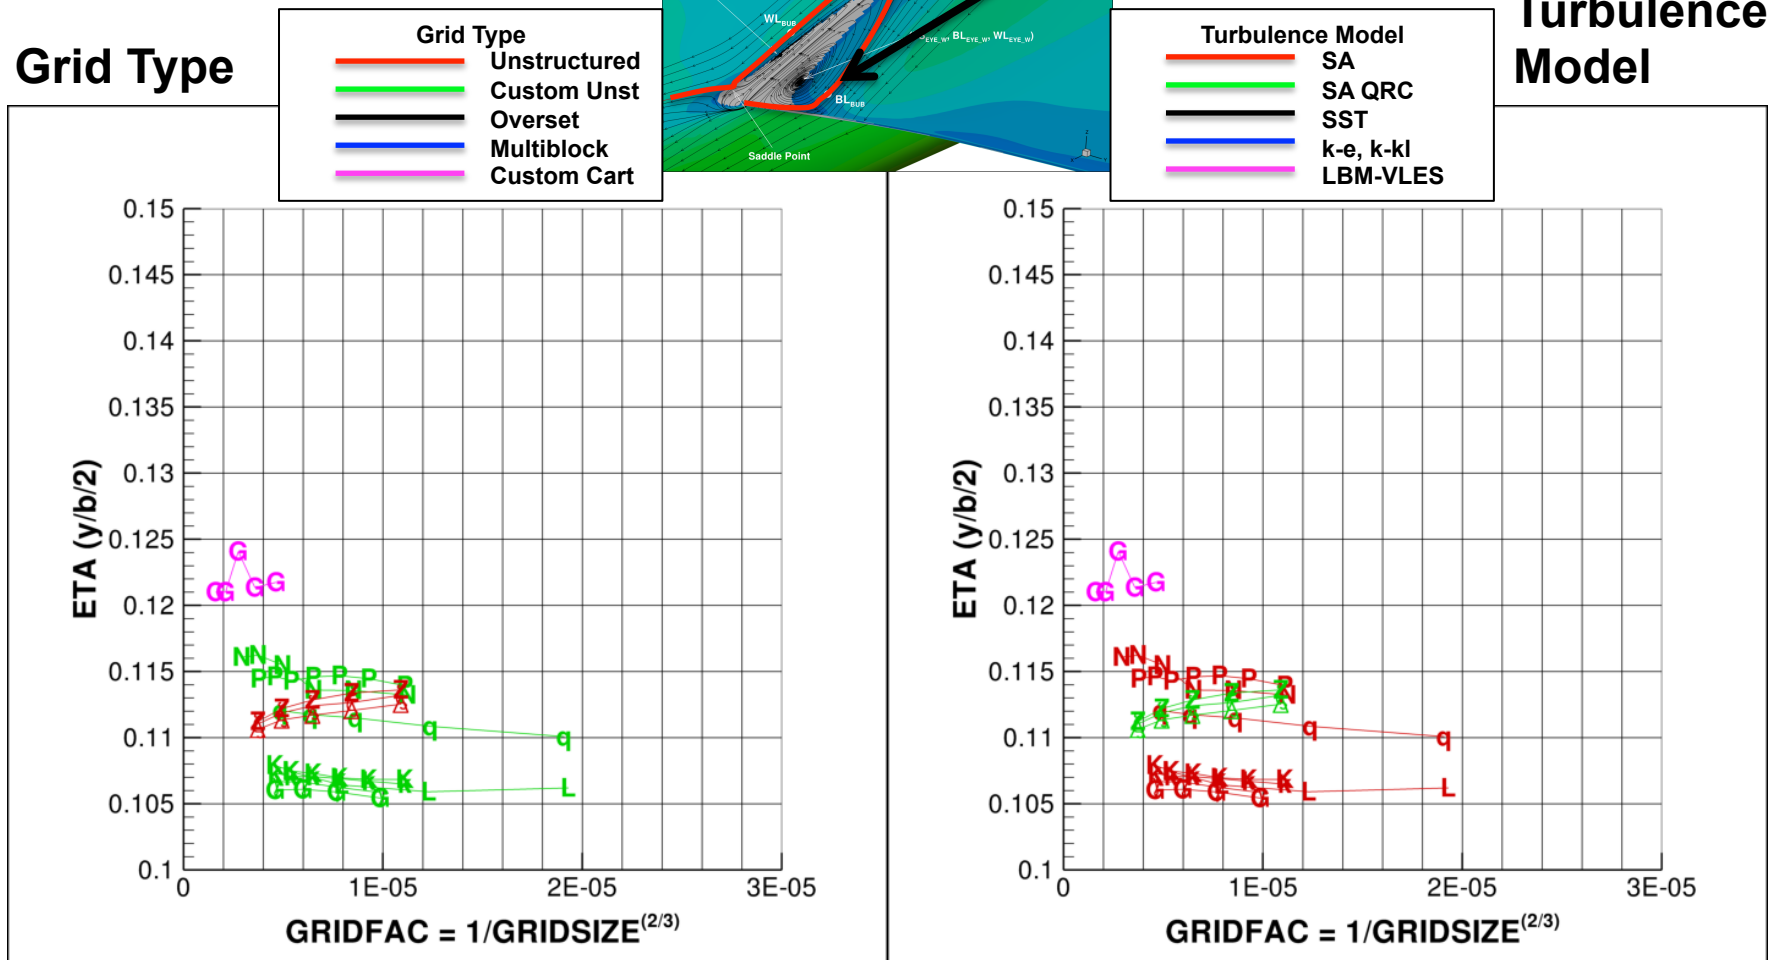 Grid Type
Grid Type
Unstructured
Custom Unst
Overset
Multiblock
Custom Cart
WL_BUB
BL_EYE_W, WL_EYE_W)
BL_BUB
Saddle Point
Turbulence Model
SA
SA QRC
SST
k-e, k-kl
LBM-VLES
Turbulence
Model
0.15
0.145
0.14
0.135
0.13
0.125
0.12
0.115
0.11
0.105
0.1
ETA (y/b/2)
0 1E-05 2E-05 3E-05
GRIDFAC = 1/GRIDSIZE^(2/3)
G G G G G
N N N N N N
P P P P P P P P
Z Z Z Z Z
q q q q q
K K K K K K
G G G G
L L
0.15
0.145
0.14
0.135
0.13
0.125
0.12
0.115
0.11
0.105
0.1
ETA (y/b/2)
0 1E-05 2E-05 3E-05
GRIDFAC = 1/GRIDSIZE^(2/3)
G G G G G
N N N N N N
P P P P P P P P
Z Z Z Z Z
q q q q q
K K K K K K
G G G G
L L